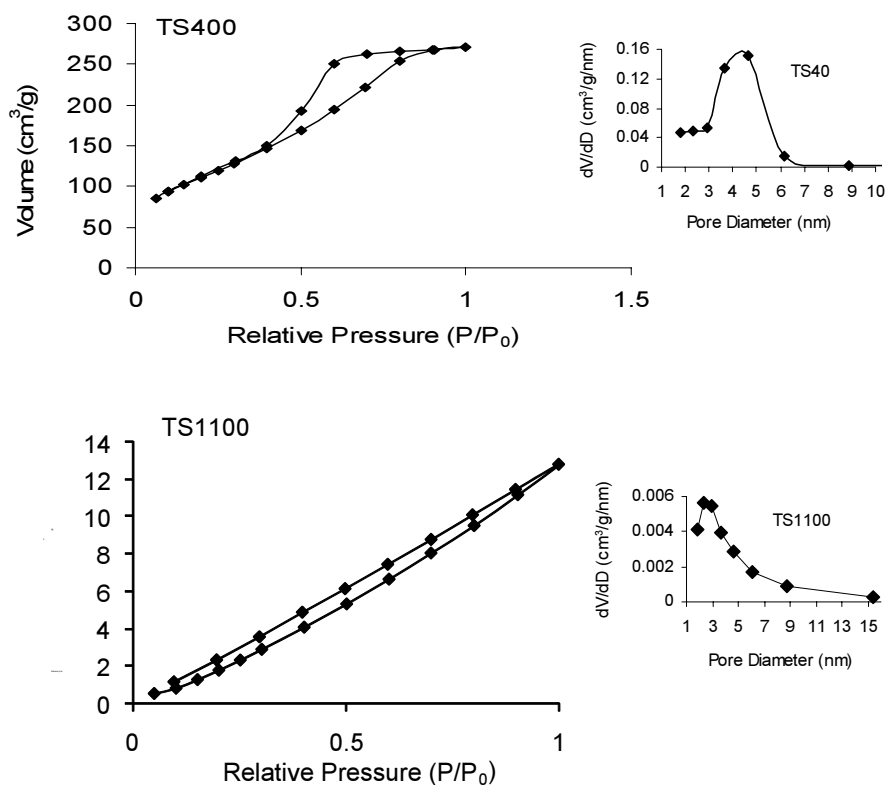 TS400
300
250
200
150
100
50
0
Volume (cm³/g)
0 0.5 1 1.5
Relative Pressure (P/P₀)
0.16
0.12
0.08
0.04
0
dV/dD (cm³/g/nm)
TS40
1 2 3 4 5 6 7 8 9 10
Pore Diameter (nm)
TS1100
14
12
10
8
6
4
2
0
0 0.5 1
Relative Pressure (P/P₀)
0.006
0.004
0.002
0
dV/dD (cm³/g/nm)
TS1100
1 3 5 7 9 11 13 15
Pore Diameter (nm)